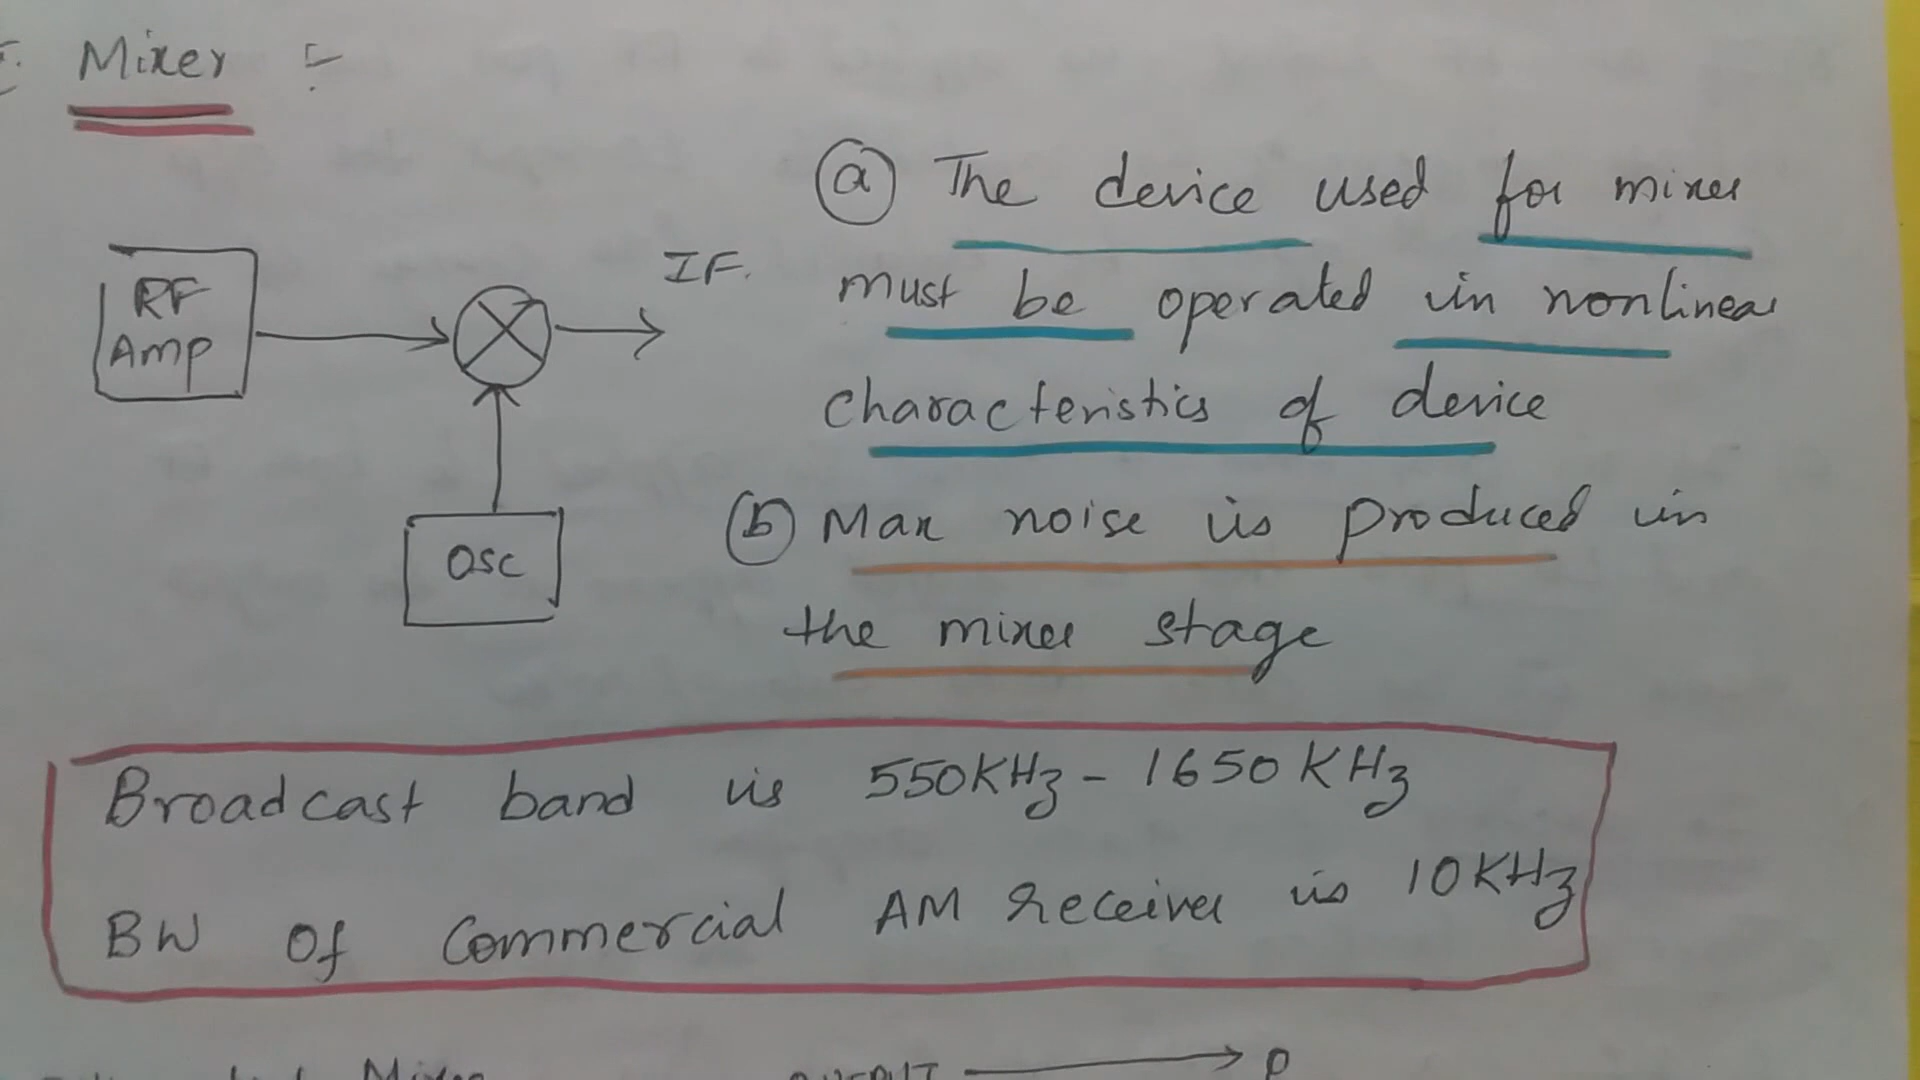 Mixer :-
RF
Amp
IF.
Osc
(a) The device used for mixer
must be operated in nonlinear
characteristics of device
(b) Max noise is produced in
the mixer stage
Broadcast band is 550KHz - 1650 KHz
BW Of Commercial AM receiver is 10KHz
Mixer
OUTPUT